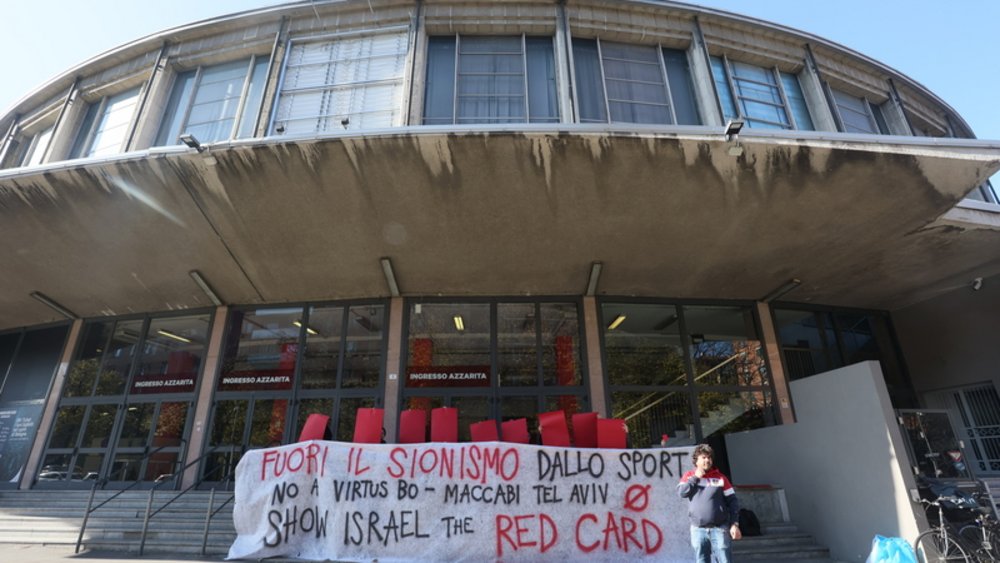 INGRESSO AZZARITA
INGRESSO AZZARITA
INGRESSO AZZARITA
FUORI IL SIONISMO DALLO SPORT
NO A VIRTUS BO - MACCABI TEL AVIV
SHOW ISRAEL THE RED CARD